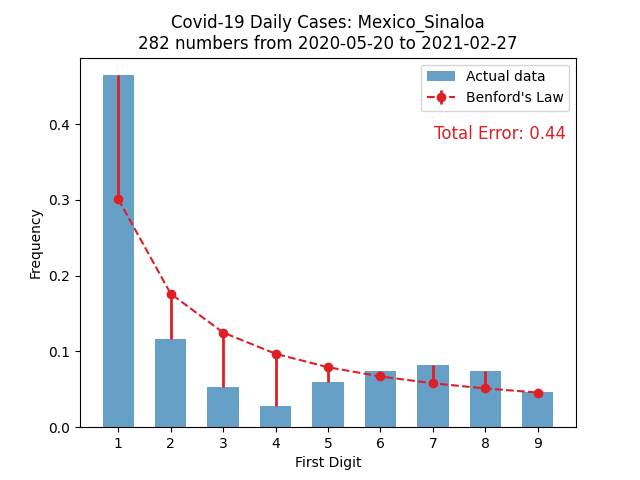 Covid-19 Daily Cases: Mexico_Sinaloa
282 numbers from 2020-05-20 to 2021-02-27
Actual data
Benford's Law
Total Error: 0.44
Frequency
0.4
0.3
0.2
0.1
0.0
1 2 3 4 5 6 7 8 9
First Digit